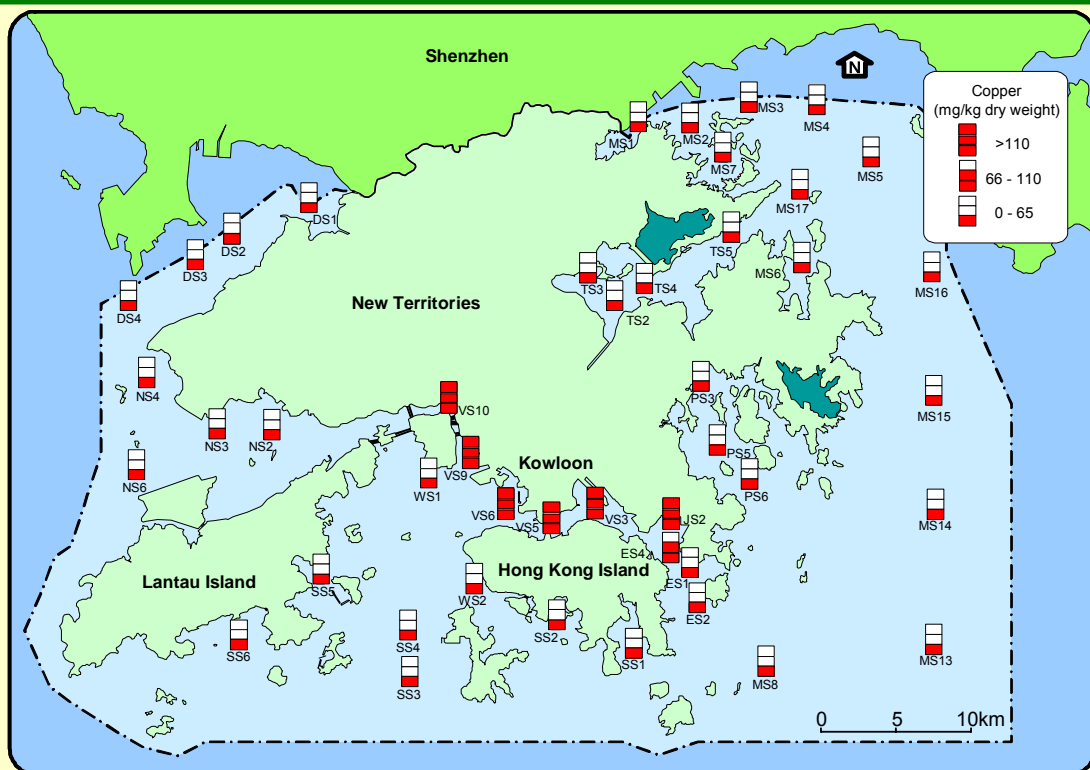 Shenzhen
N
Copper
(mg/kg dry weight)
>110
66 - 110
0 - 65
MS3
MS4
MS1
MS2
MS7
MS5
MS17
DS1
DS2
DS3
DS4
TS5
MS6
MS16
TS3
TS4
TS2
New Territories
NS4
PS3
MS15
VS10
NS3
NS2
PS5
Kowloon
VS9
NS6
WS1
PS6
VS6
VS5
VS3
JS2
MS14
ES4
Hong Kong Island
ES1
Lantau Island
SS5
WS2
ES2
SS2
SS4
SS6
SS1
MS13
SS3
MS8
0 5 10km